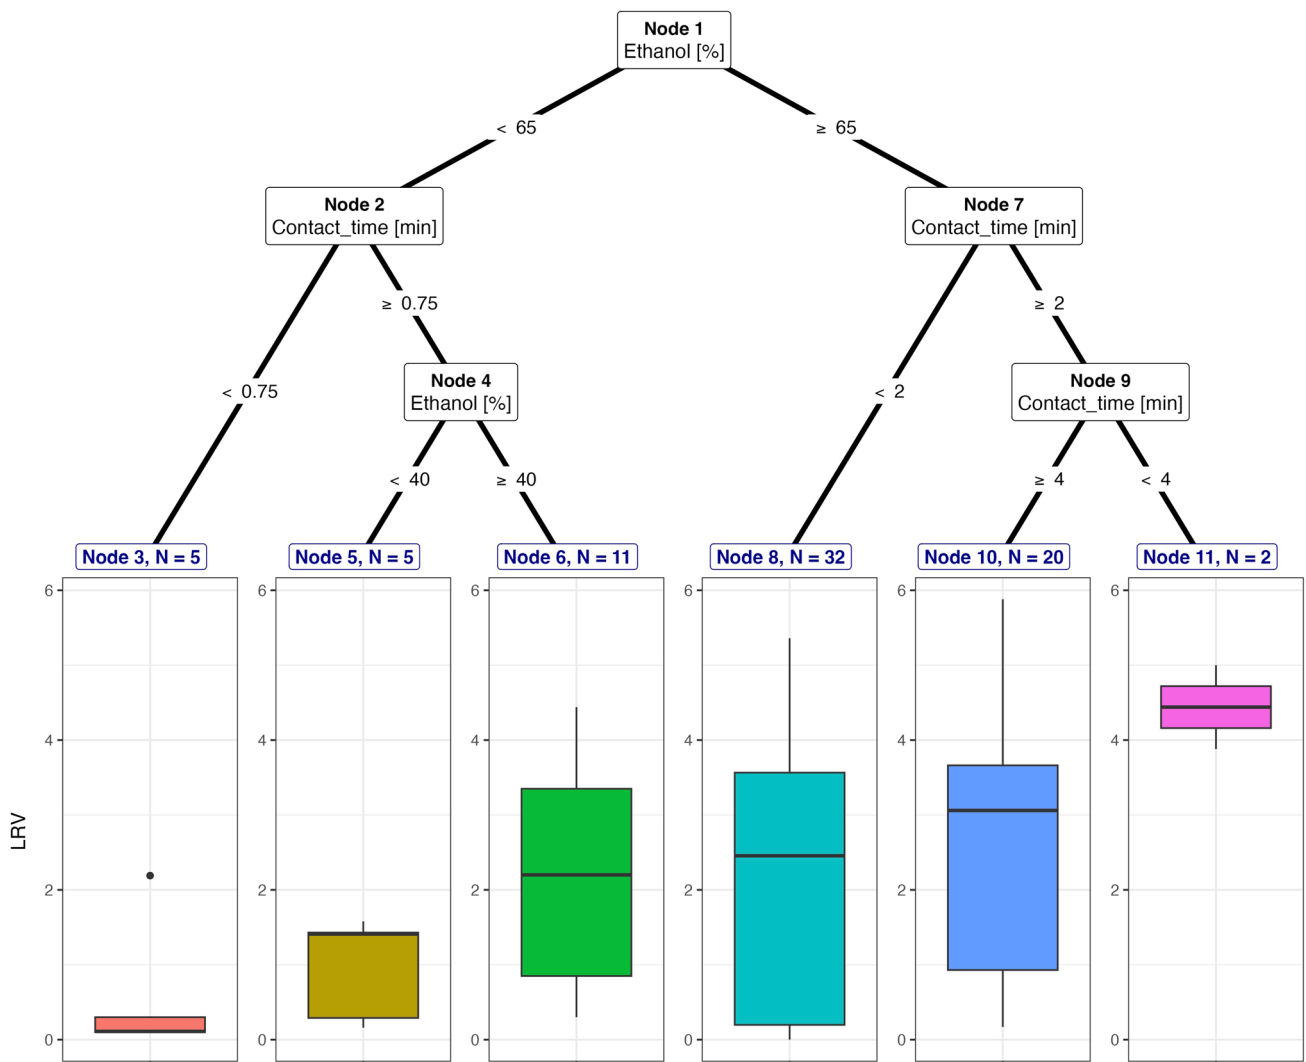 Node 1
Ethanol [%]
< 65
≥ 65
Node 2
Contact_time [min]
Node 7
Contact_time [min]
≥ 0.75
≥ 2
< 0.75
Node 4
Ethanol [%]
< 2
Node 9
Contact_time [min]
< 40
≥ 40
≥ 4
< 4
Node 3, N = 5
Node 5, N = 5
Node 6, N = 11
Node 8, N = 32
Node 10, N = 20
Node 11, N = 2
6
6
6
6
6
6
4
4
4
4
4
4
LRV
2
2
2
2
2
2
0
0
0
0
0
0